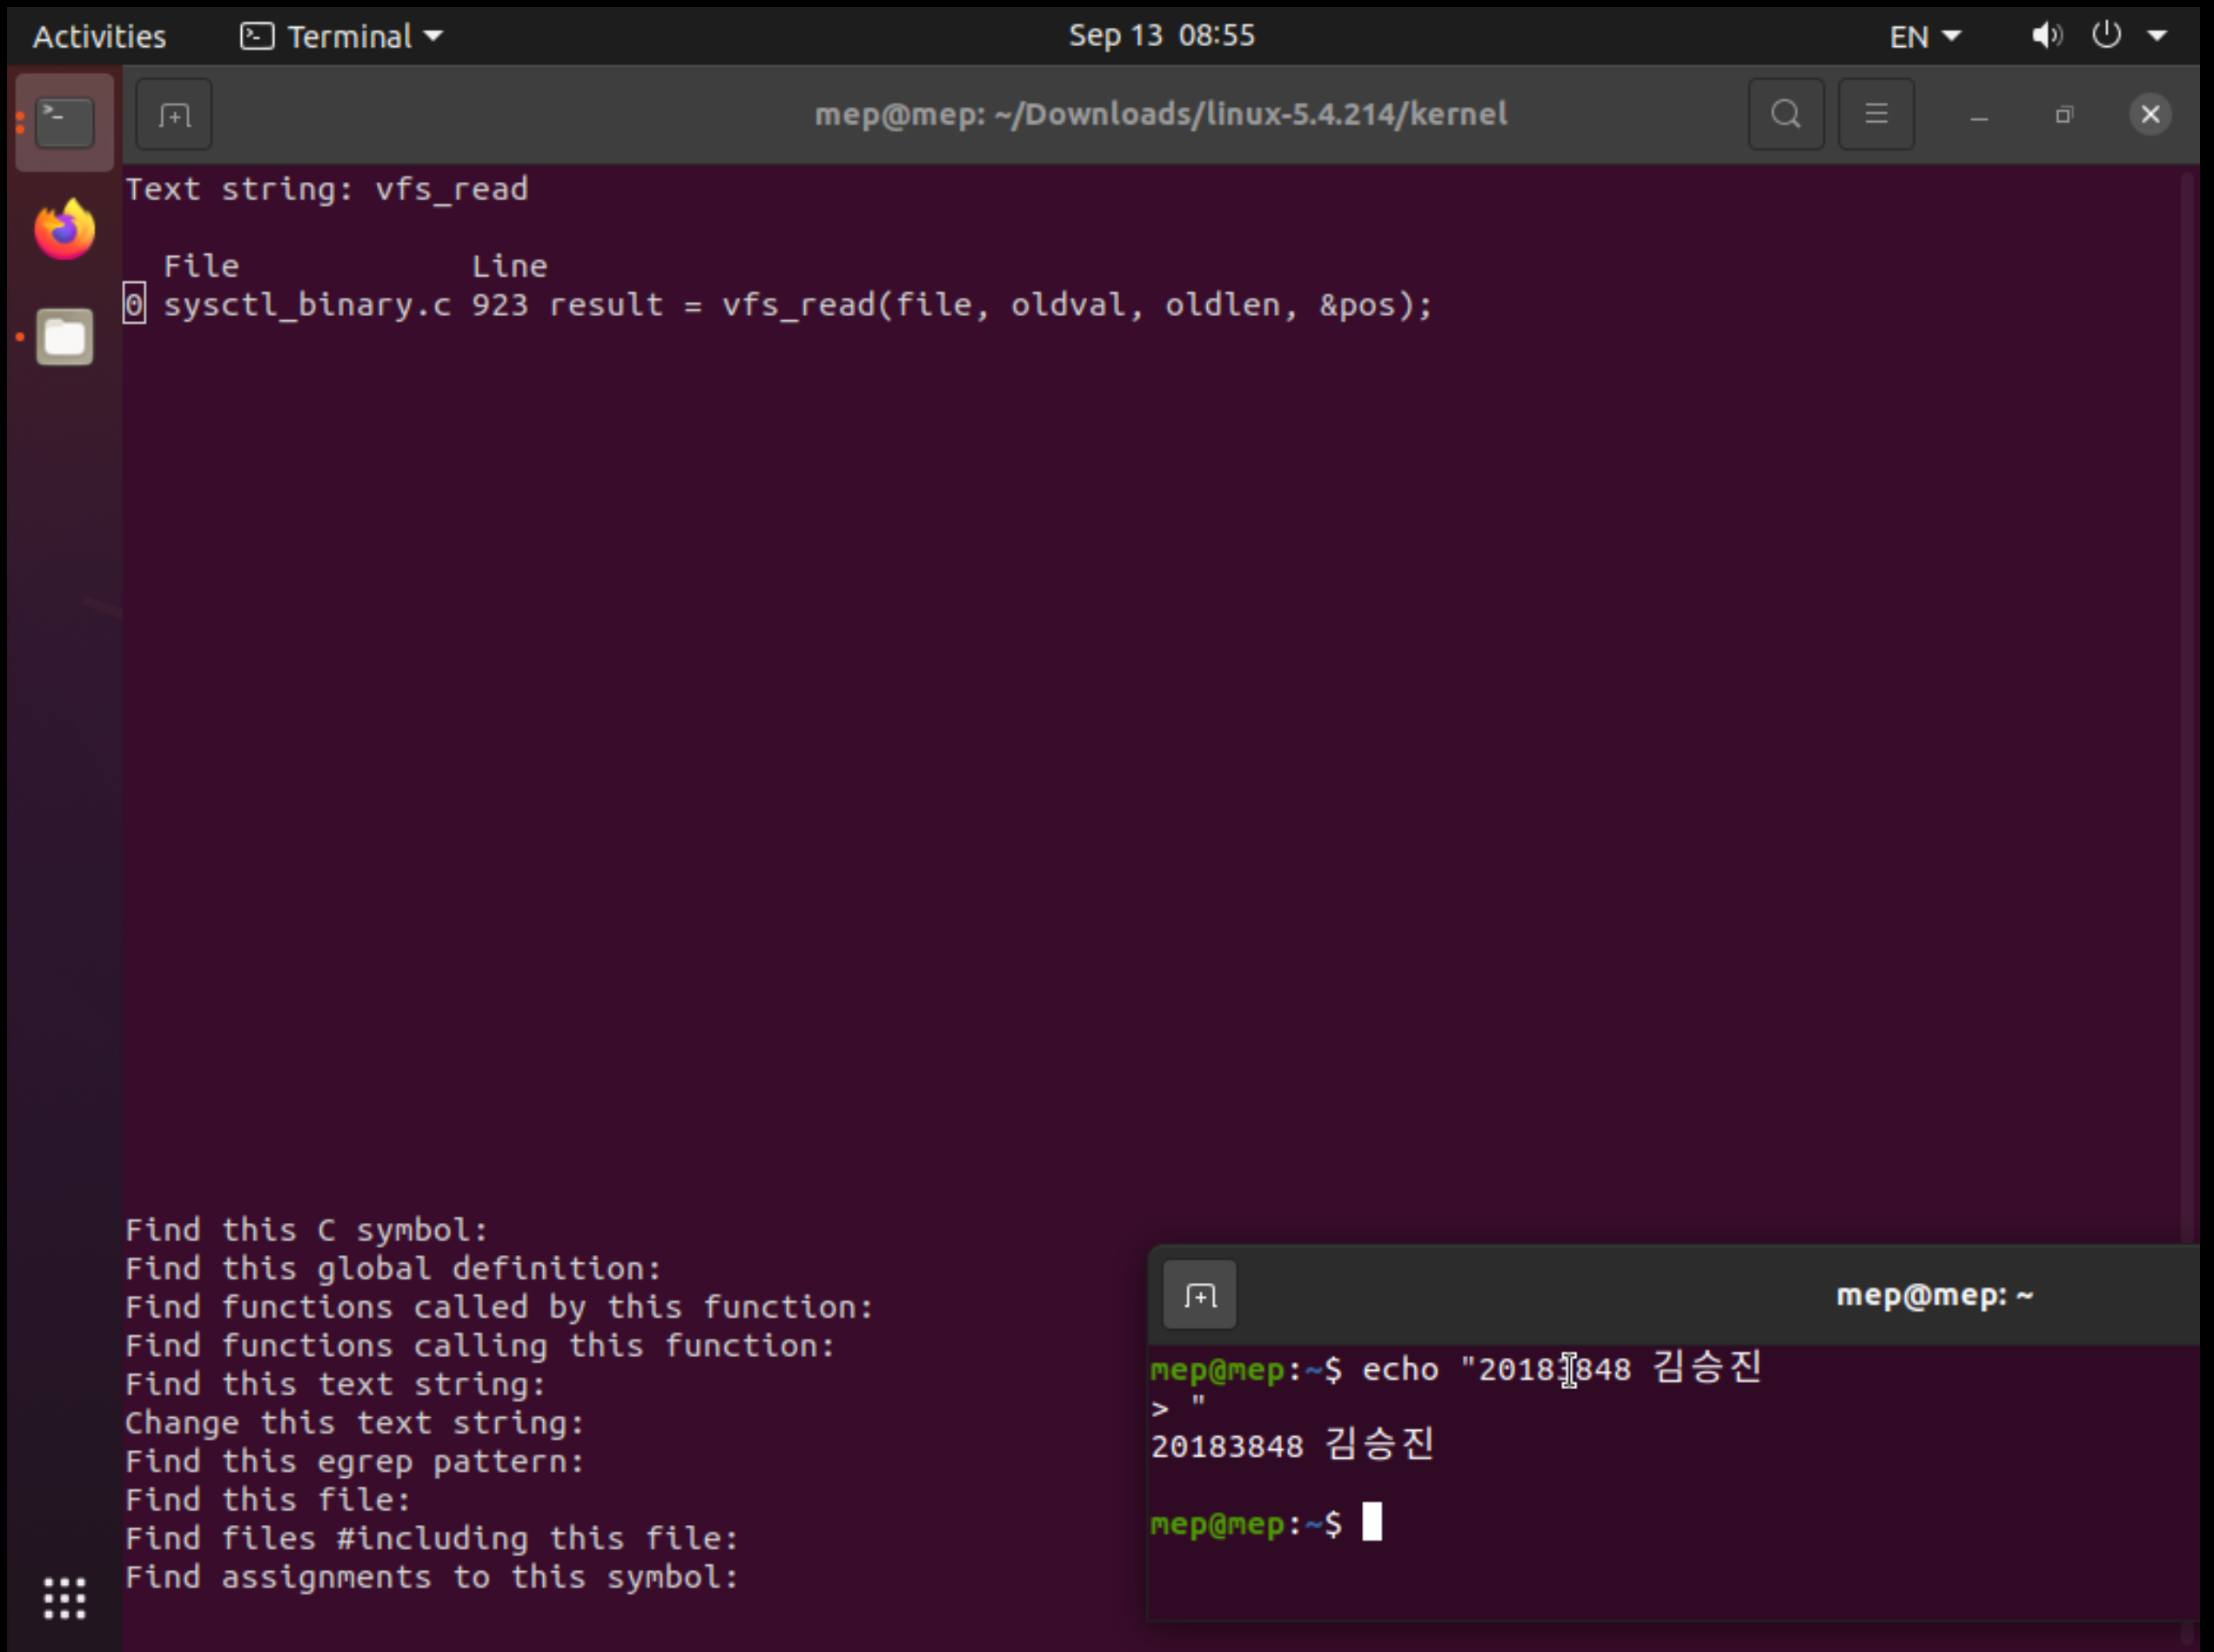 Activities Terminal Sep 13 08:55 EN
mep@mep: ~/Downloads/linux-5.4.214/kernel
Text string: vfs_read
File Line
0 sysctl_binary.c 923 result = vfs_read(file, oldval, oldlen, &pos);
Find this C symbol:
Find this global definition:
Find functions called by this function:
Find functions calling this function:
Find this text string:
Change this text string:
Find this egrep pattern:
Find this file:
Find files #including this file:
Find assignments to this symbol:
mep@mep: ~
mep@mep:~$ echo "20183848 김승진
> "
20183848 김승진
mep@mep:~$